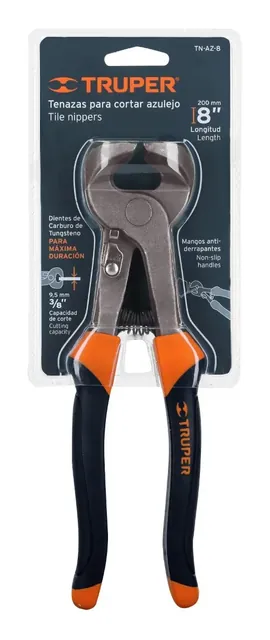 TN-AZ-8
TRUPER®
Tenazas para cortar azulejo
Tile nippers
200 mm
8"
Longitud
Length
Dientes de
Carburo de
Tungsteno
PARA
MÁXIMA
DURACIÓN
Mangos anti-
derrapantes
Non-slip
handles
9,5 mm
3/8"
Capacidad
de corte
Cutting
capacity
TRUPER